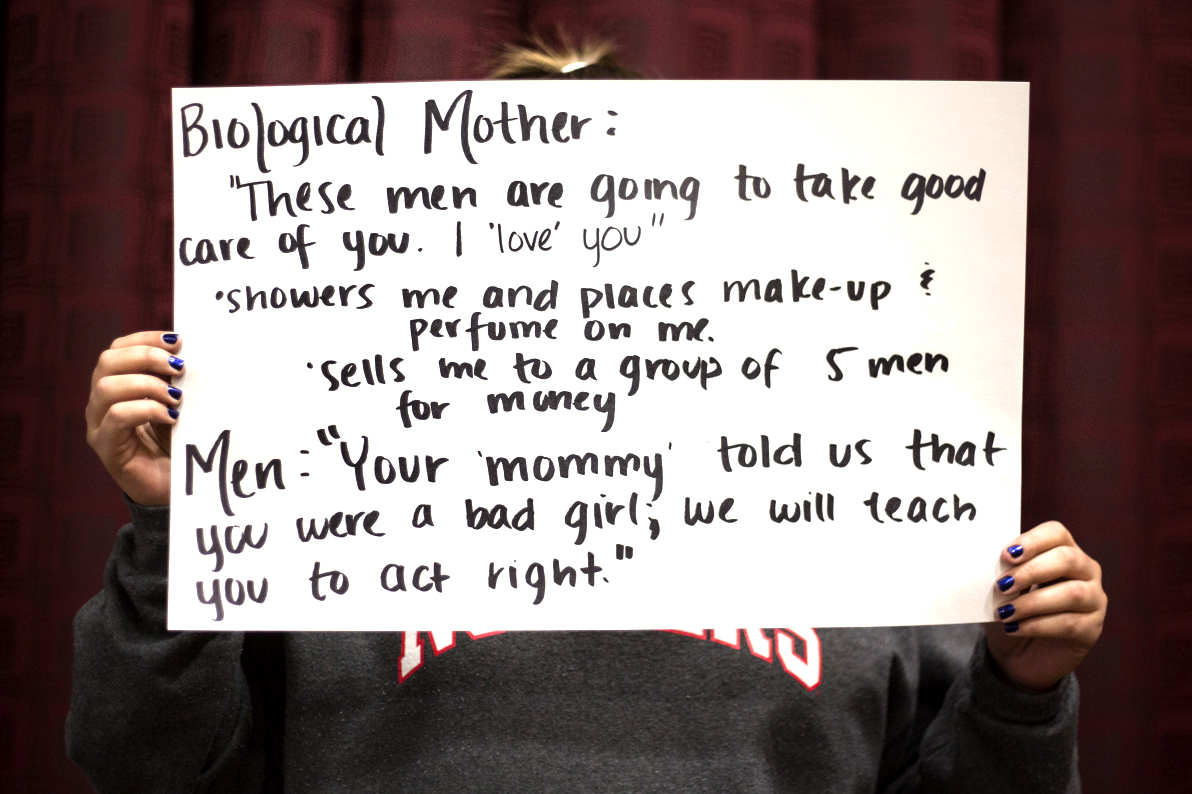 Biological Mother:
"These men are going to take good
care of you. I 'love' you"
•showers me and places make-up &
perfume on me.
•sells me to a group of 5 men
for money
Men: "Your 'mommy' told us that
you were a bad girl; we will teach
you to act right."